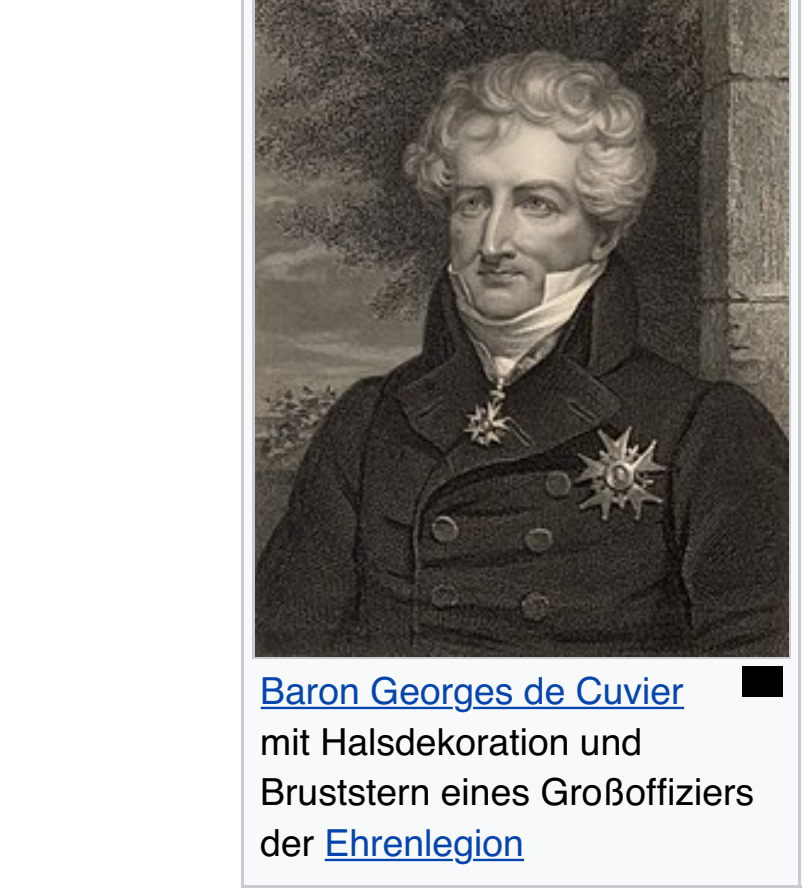 Baron Georges de Cuvier
mit Halsdekoration und
Bruststern eines Großoffiziers
der Ehrenlegion